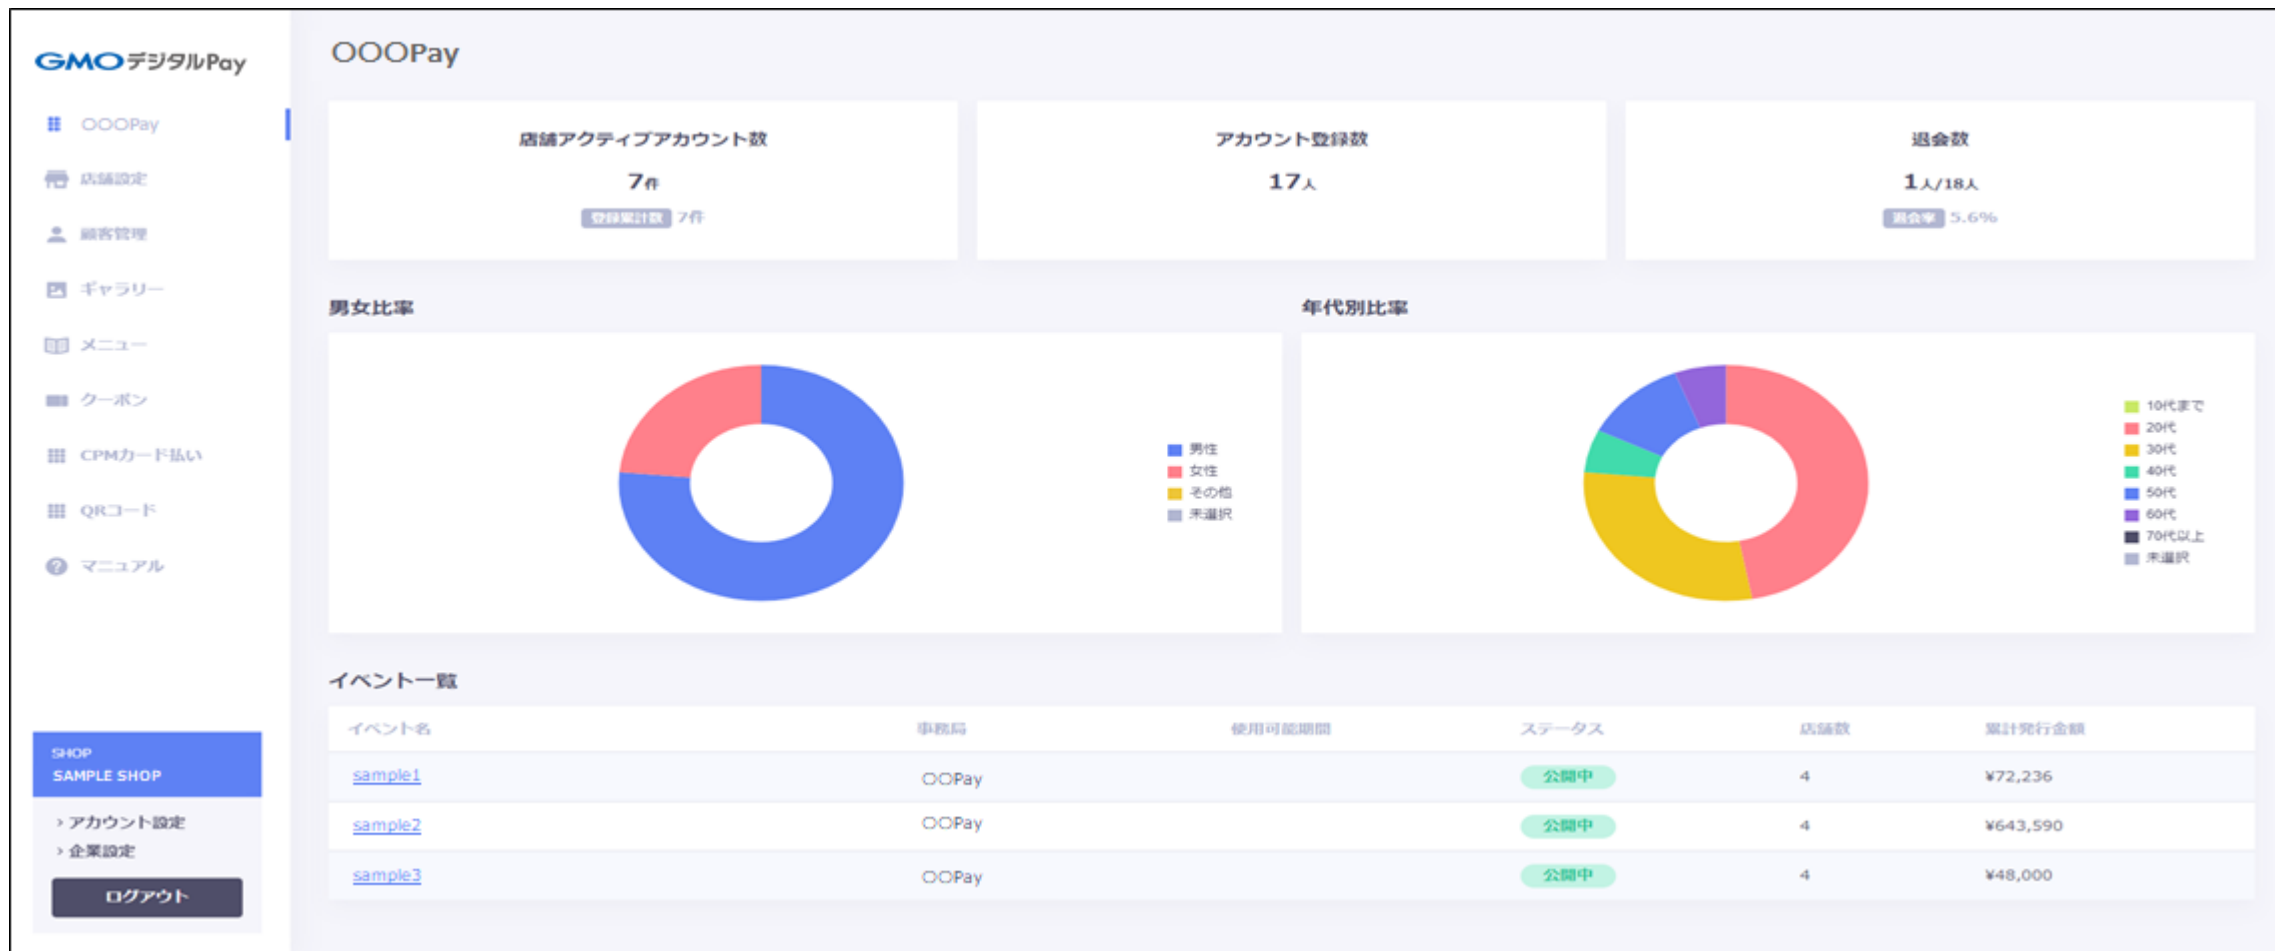 GMOデジタルPay
〇〇〇Pay
店舗設定
顧客管理
ギャラリー
メニュー
クーポン
CPMカード払い
QRコード
マニュアル
SHOP
SAMPLE SHOP
› アカウント設定
› 企業設定
ログアウト
〇〇〇Pay
店舗アクティブアカウント数
7件
登録累計数 7件
アカウント登録数
17人
退会数
1人/18人
退会率 5.6%
男女比率
男性
女性
その他
未選択
年代別比率
10代まで
20代
30代
40代
50代
60代
70代以上
未選択
イベント一覧
イベント名 事務局 使用可能期間 ステータス 店舗数 累計発行金額
sample1 〇〇Pay 公開中 4 ¥72,236
sample2 〇〇Pay 公開中 4 ¥643,590
sample3 〇〇Pay 公開中 4 ¥48,000